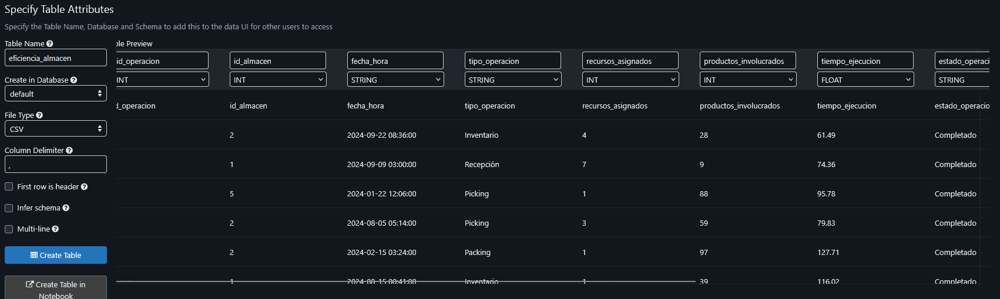 Specify Table Attributes
Specify the Table Name, Database and Schema to add this to the data UI for other users to access
Table Name
eficiencia_almacen
Create in Database
default
File Type
CSV
Column Delimiter
,
First row is header
Infer schema
Multi-line
Create Table
Create Table in
Notebook
ble Preview
id_operacion id_almacen fecha_hora tipo_operacion recursos_asignados productos_involucrados tiempo_ejecucion estado_operaci
INT INT STRING STRING INT INT FLOAT STRING
d_operacion id_almacen fecha_hora tipo_operacion recursos_asignados productos_involucrados tiempo_ejecucion estado_operacio
2 2024-09-22 08:36:00 Inventario 4 28 61.49 Completado
1 2024-09-09 03:00:00 Recepción 7 9 74.36 Completado
5 2024-01-22 12:06:00 Picking 1 88 95.78 Completado
2 2024-08-05 05:14:00 Picking 3 59 79.83 Completado
2 2024-02-15 03:24:00 Packing 1 97 127.71 Completado
1 2024-08-15 00:41:00 Inventario 1 39 116.02 Completado